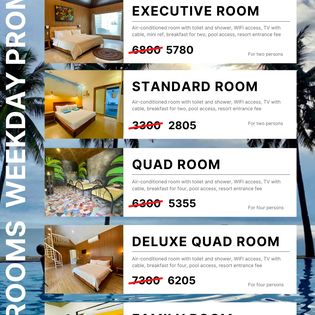 ROOMS WEEKDAY PROM
EXECUTIVE ROOM
Air-conditioned room with toilet and shower, WIFI access, TV with
cable, mini ref, breakfast for two, pool access, resort entrance fee
6800 5780
For two persons
STANDARD ROOM
Air-conditioned room with toilet and shower, WIFI access, TV with
cable, breakfast for two, pool access, resort entrance fee
3300 2805
For two persons
QUAD ROOM
Air-conditioned room with toilet and shower, WIFI access, TV with
cable, breakfast for two, pool access, resort entrance fee
6300 5355
For four persons
DELUXE QUAD ROOM
Air-conditioned room with toilet and shower, WIFI access, TV with
cable, breakfast for two, pool access, resort entrance fee
7300 6205
For four persons
FAMILY ROOM